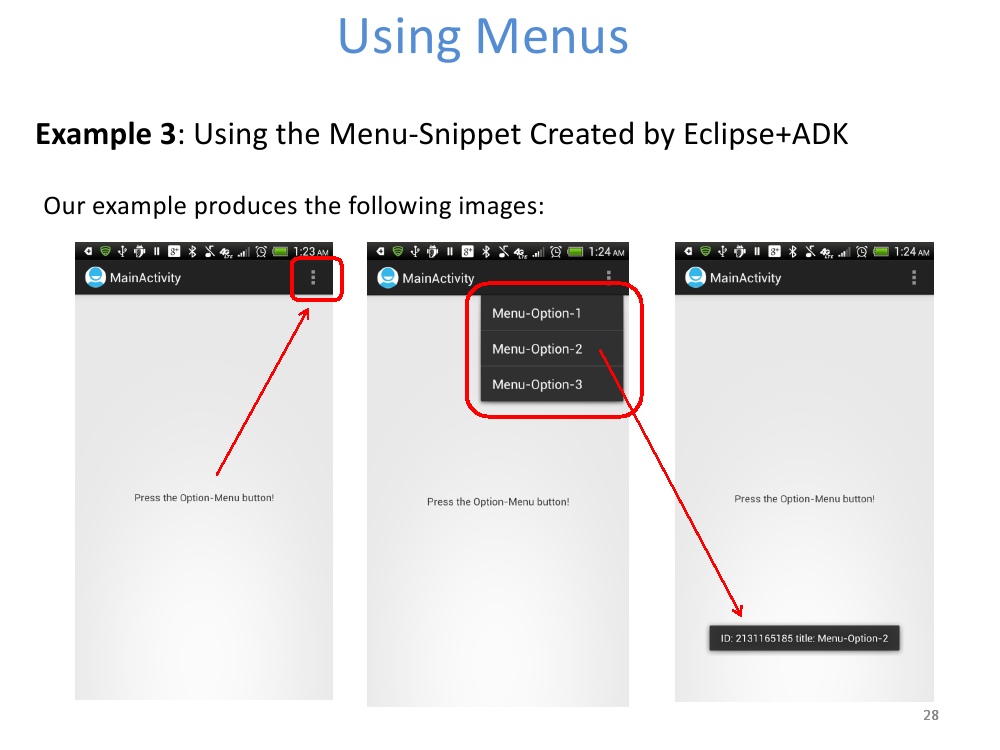 Using Menus
Example 3: Using the Menu-Snippet Created by Eclipse+ADK
Our example produces the following images:
1:23 AM
MainActivity
Press the Option-Menu button!
1:24 AM
MainActivity
Menu-Option-1
Menu-Option-2
Menu-Option-3
Press the Option-Menu button!
1:24 AM
MainActivity
Press the Option-Menu button!
ID: 2131165185 title: Menu-Option-2
28